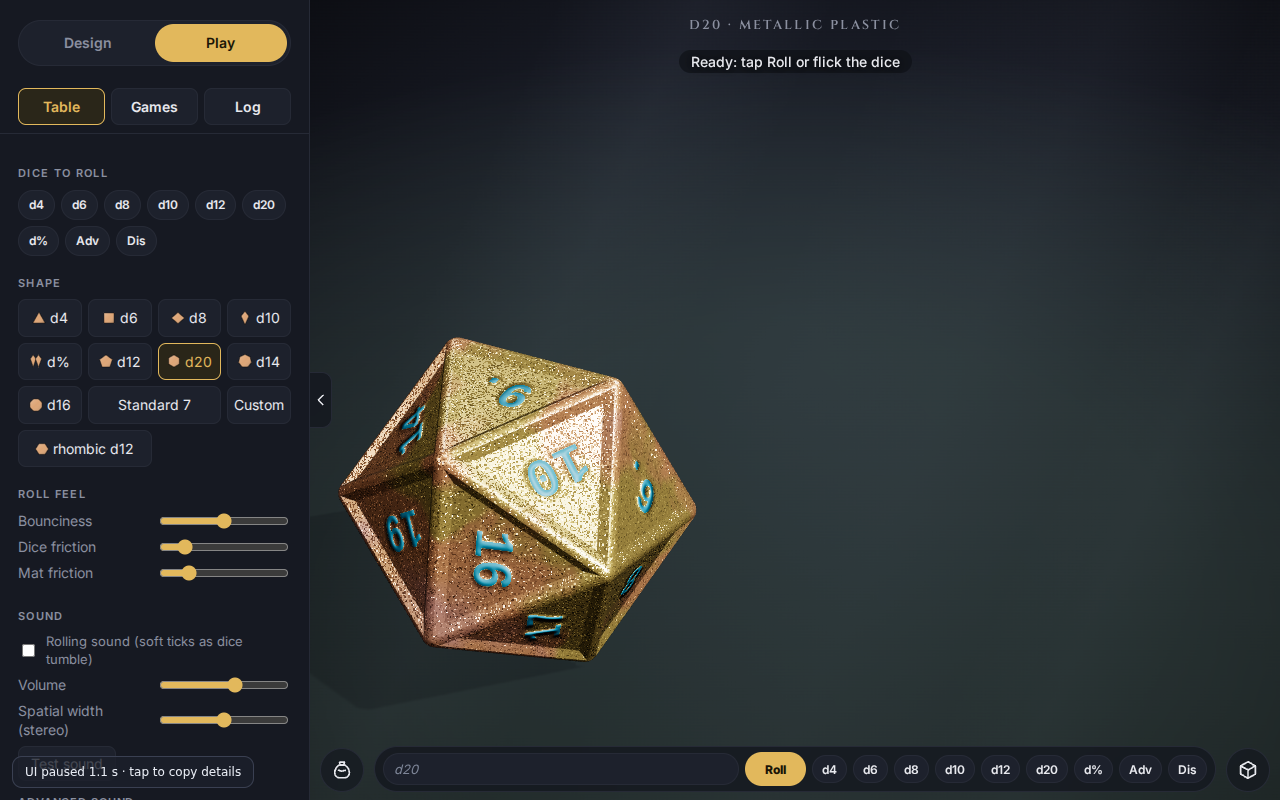 Design Play
D20 · METALLIC PLASTIC
Ready: tap Roll or flick the dice
Table Games Log
DICE TO ROLL
d4 d6 d8 d10 d12 d20
d% Adv Dis
SHAPE
d4 d6 d8 d10
d% d12 d20 d14
d16 Standard 7 Custom
rhombic d12
ROLL FEEL
Bounciness
Dice friction
Mat friction
SOUND
Rolling sound (soft ticks as dice
tumble)
Volume
Spatial width
(stereo)
Test sound
UI paused 1.1 s · tap to copy details
9.
10
6.
19
16
17
d20 Roll d4 d6 d8 d10 d12 d20 d% Adv Dis